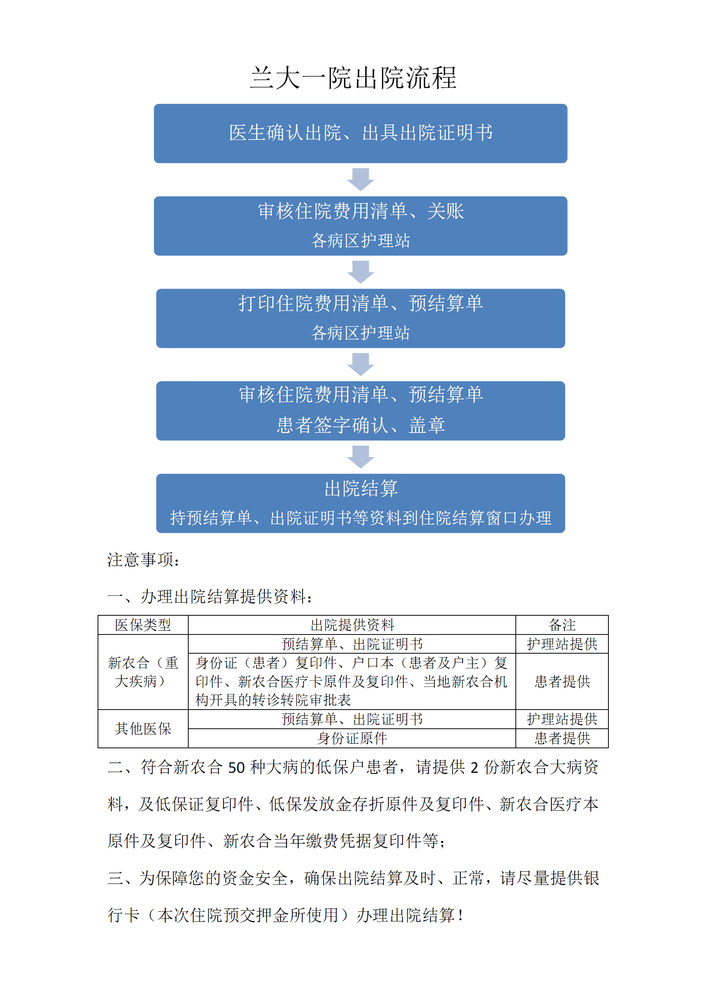 兰大一院出院流程
医生确认出院、出具出院证明书
审核住院费用清单、关账
各病区护理站
打印住院费用清单、预结算单
各病区护理站
审核住院费用清单、预结算单
患者签字确认、盖章
出院结算
持预结算单、出院证明书等资料到住院结算窗口办理
注意事项：
一、办理出院结算提供资料：
医保类型 出院提供资料 备注
预结算单、出院证明书 护理站提供
新农合（重
大疾病）
身份证（患者）复印件、户口本（患者及户主）复
印件、新农合医疗卡原件及复印件、当地新农合机
构开具的转诊转院审批表
患者提供
其他医保
预结算单、出院证明书 护理站提供
身份证原件 患者提供
二、符合新农合 50 种大病的低保户患者，请提供 2 份新农合大病资
料，及低保证复印件、低保发放金存折原件及复印件、新农合医疗本
原件及复印件、新农合当年缴费凭据复印件等；
三、为保障您的资金安全，确保出院结算及时、正常，请尽量提供银
行卡（本次住院预交押金所使用）办理出院结算！